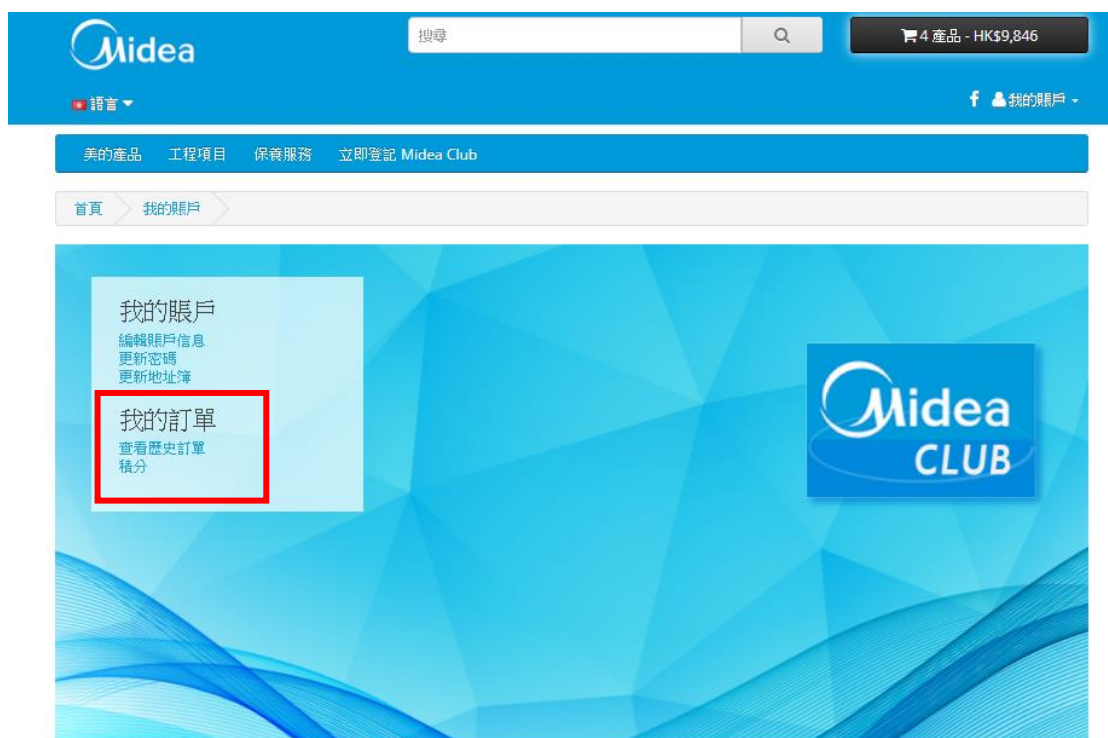 Midea
搜尋
4 產品 - HK$9,846
語言
f 我的賬戶
美的產品 工程項目 保養服務 立即登記 Midea Club
首頁 我的賬戶
我的賬戶
編輯賬戶信息
更新密碼
更新地址簿
我的訂單
查看歷史訂單
積分
Midea
CLUB